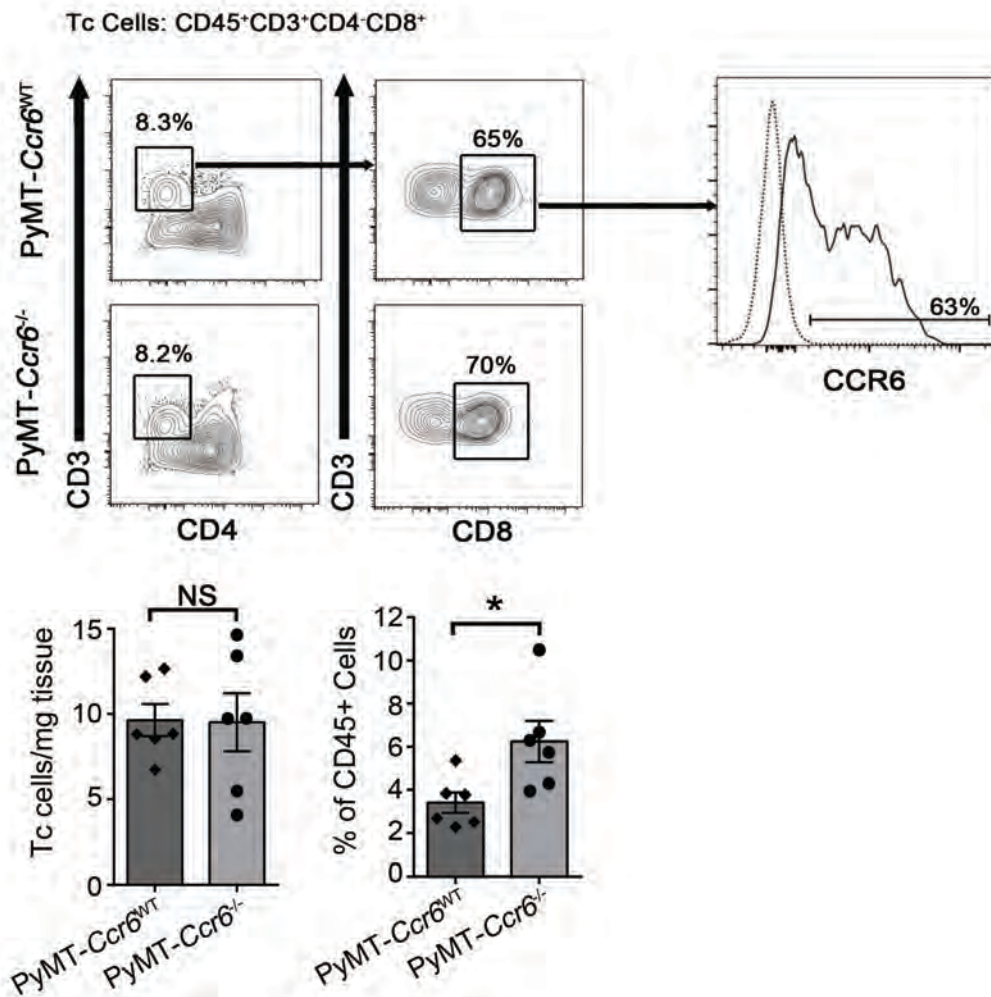 Tc Cells: CD45⁺CD3⁺CD4⁻CD8⁺
PyMT-Ccr6ᵂᵀ
8.3%
65%
63%
CCR6
PyMT-Ccr6⁻/⁻
8.2%
70%
CD3
CD3
CD4
CD8
NS
Tc cells/mg tissue
15
10
5
0
PyMT-Ccr6ᵂᵀ
PyMT-Ccr6⁻/⁻
*
% of CD45+ Cells
12
10
8
6
4
2
0
PyMT-Ccr6ᵂᵀ
PyMT-Ccr6⁻/⁻